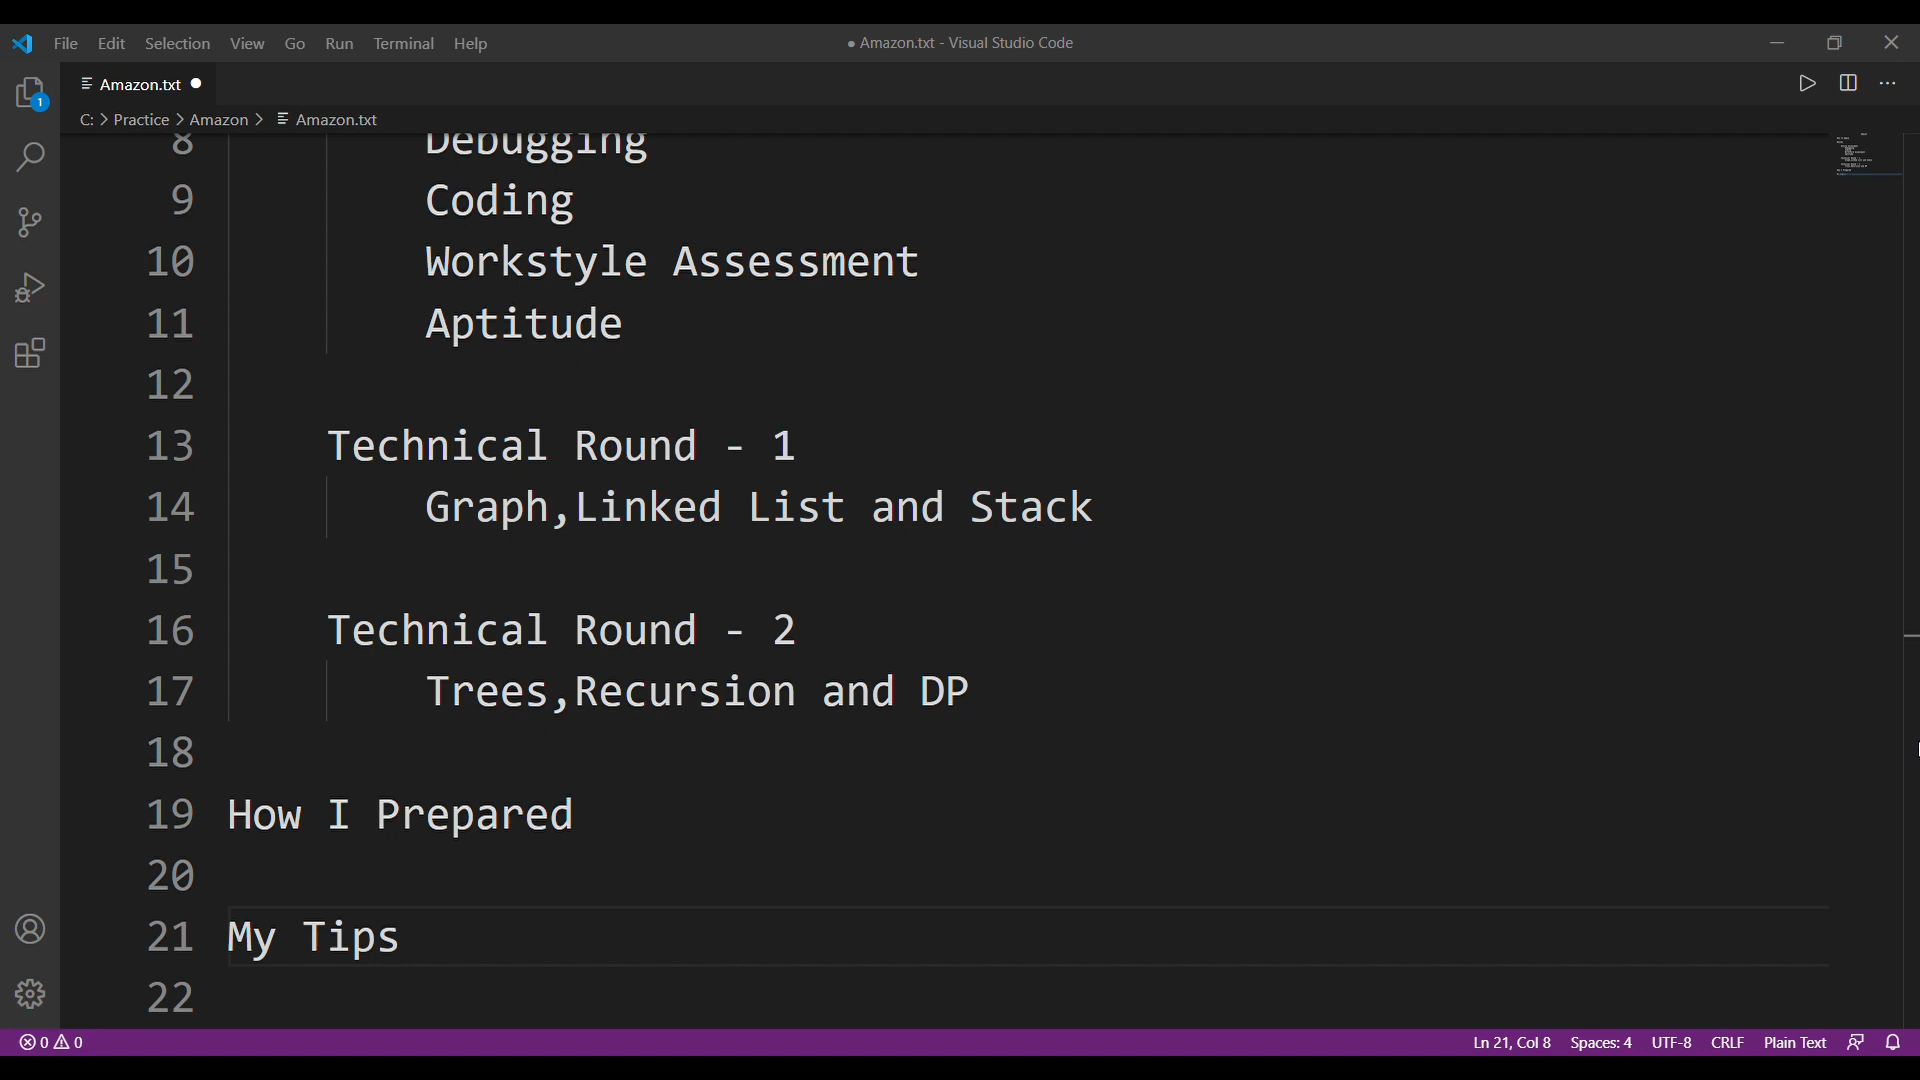 File Edit Selection View Go Run Terminal Help
● Amazon.txt - Visual Studio Code
1
Amazon.txt ●
C: > Practice > Amazon > Amazon.txt
8 Debugging
9 Coding
10 Workstyle Assessment
11 Aptitude
12
13 Technical Round - 1
14 Graph,Linked List and Stack
15
16 Technical Round - 2
17 Trees,Recursion and DP
18
19 How I Prepared
20
21 My Tips
22
0 0 Ln 21, Col 8 Spaces: 4 UTF-8 CRLF Plain Text